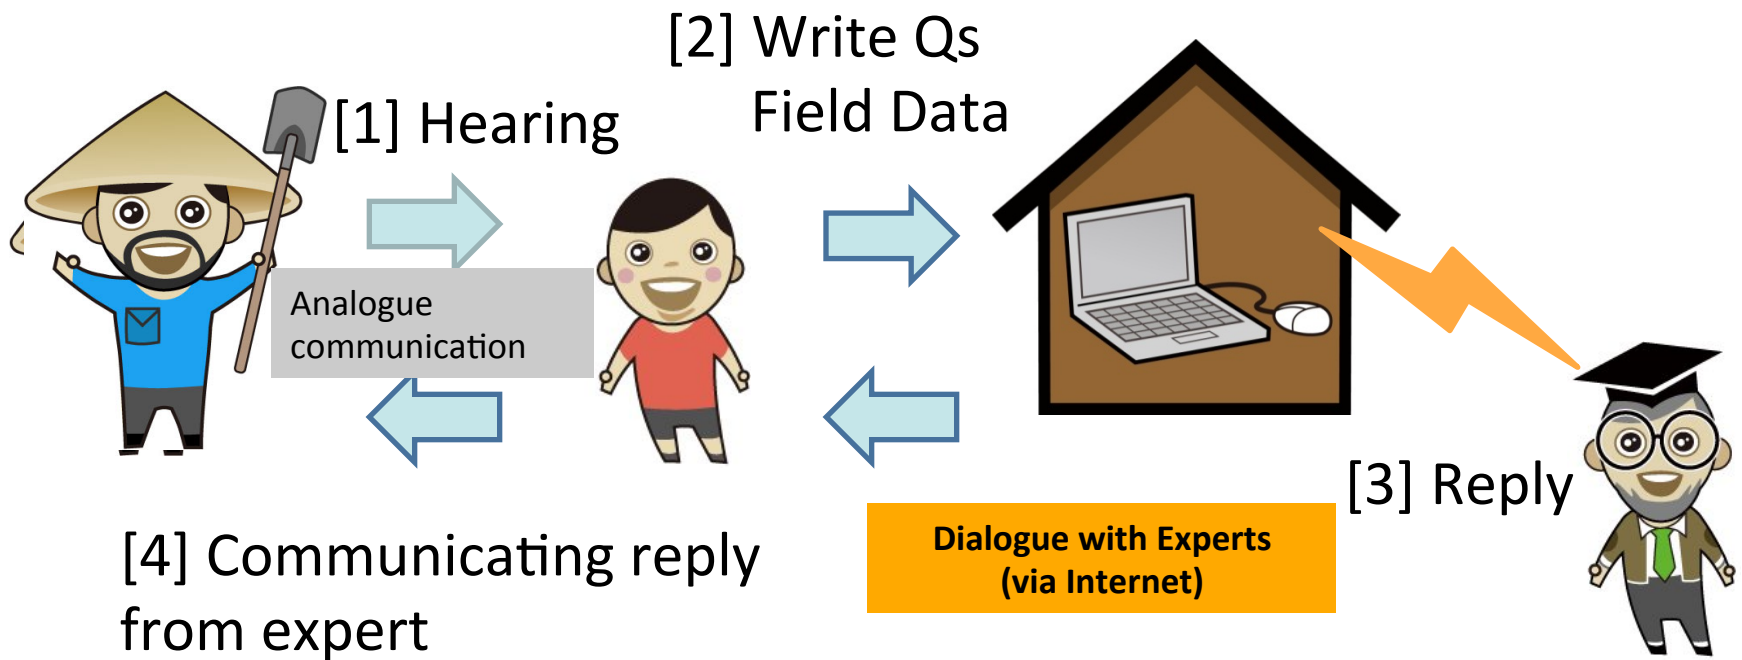 [1] Hearing
[2] Write Qs
Field Data
Analogue
communication
[3] Reply
Dialogue with Experts
(via Internet)
[4] Communicating reply
from expert